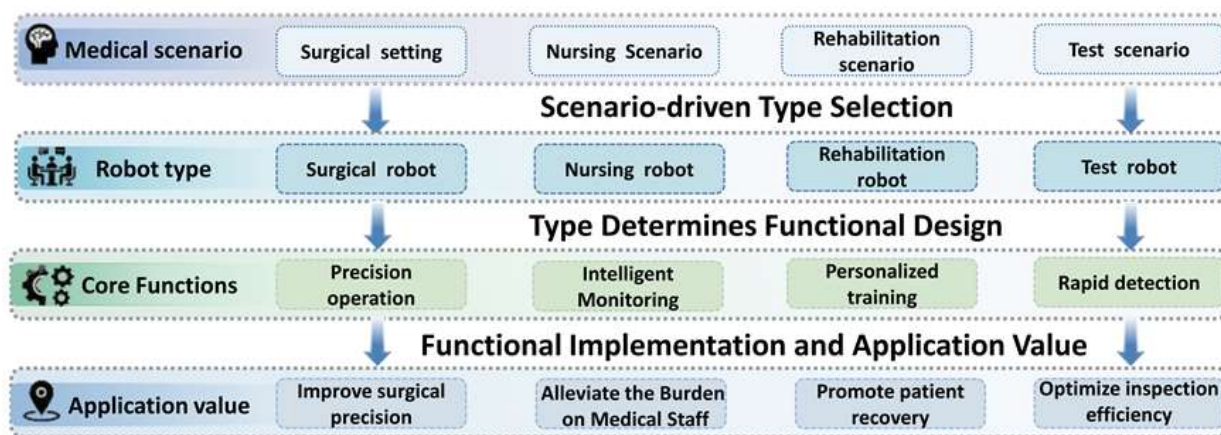 Medical scenario
Surgical setting
Nursing Scenario
Rehabilitation
scenario
Test scenario
Scenario-driven Type Selection
Robot type
Surgical robot
Nursing robot
Rehabilitation
robot
Test robot
Type Determines Functional Design
Core Functions
Precision
operation
Intelligent
Monitoring
Personalized
training
Rapid detection
Functional Implementation and Application Value
Application value
Improve surgical
precision
Alleviate the Burden
on Medical Staff
Promote patient
recovery
Optimize inspection
efficiency